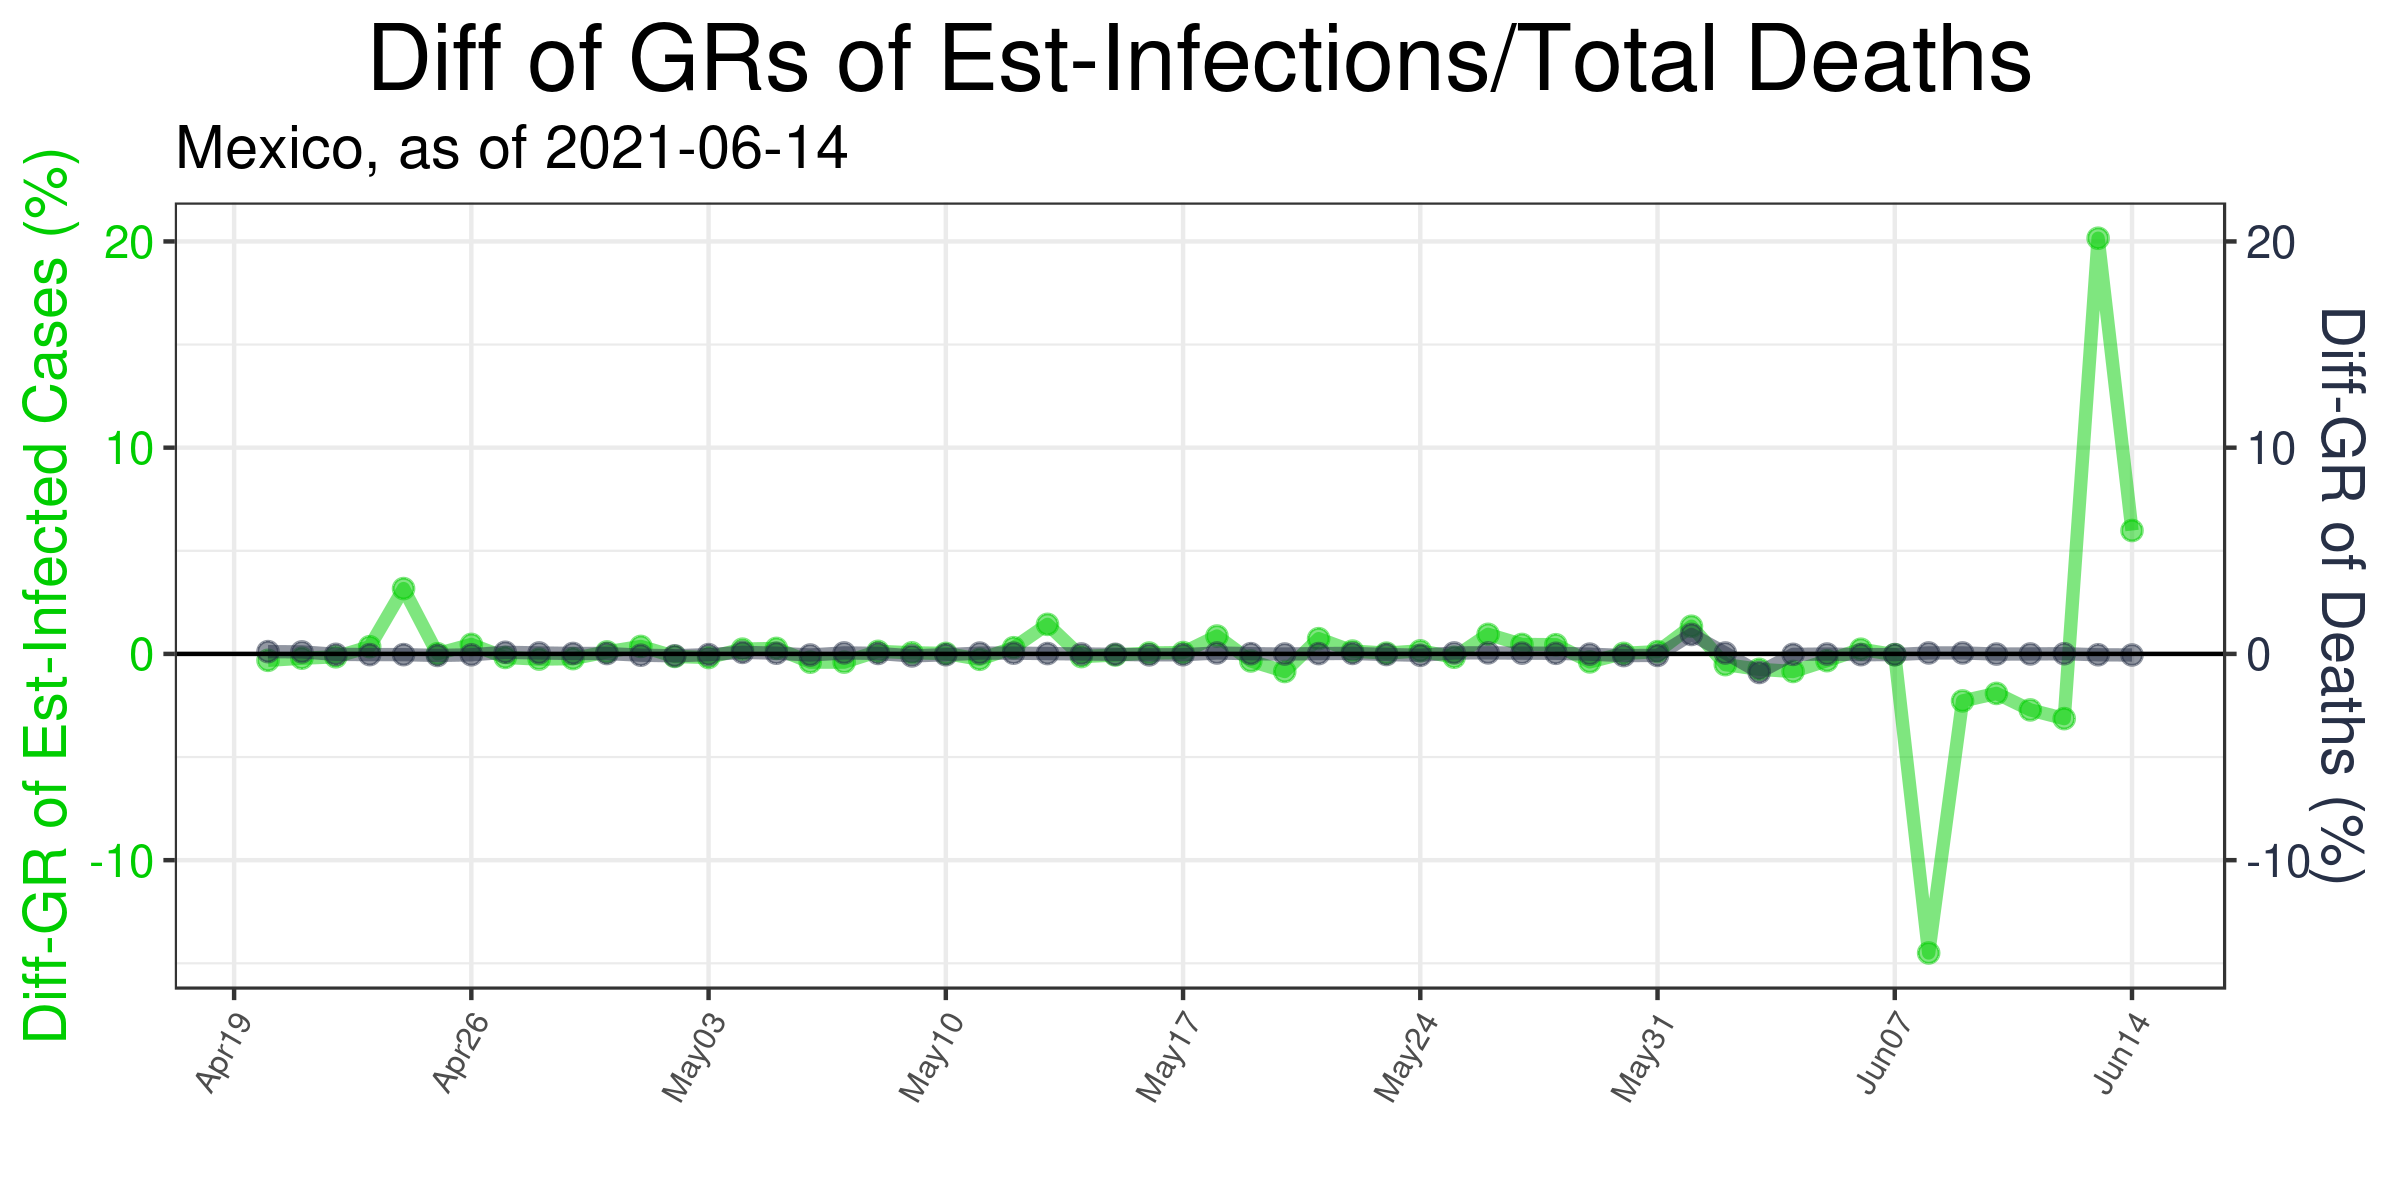 Diff of GRs of Est-Infections/Total Deaths
Mexico, as of 2021-06-14
Diff-GR of Est-Infected Cases (%)
20
10
0
-10
20
10
0
-10
Diff-GR of Deaths (%)
Apr19
Apr26
May03
May10
May17
May24
May31
Jun07
Jun14